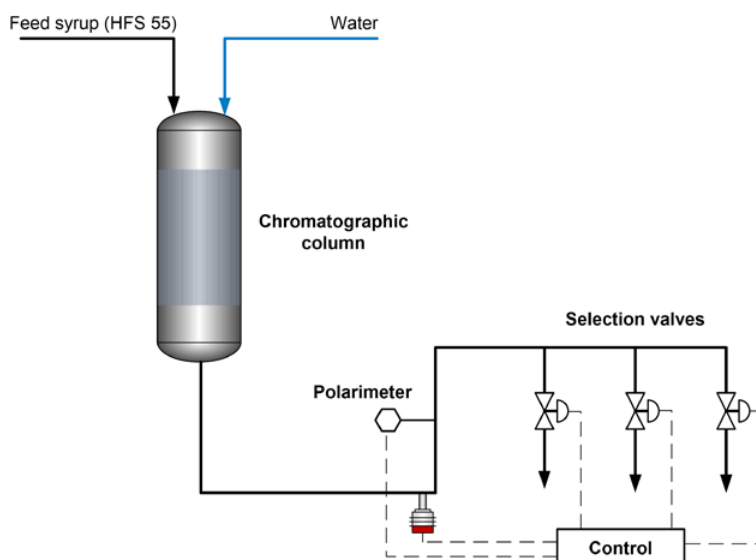 Feed syrup (HFS 55)
Water
Chromatographic
column
Selection valves
Polarimeter
Control